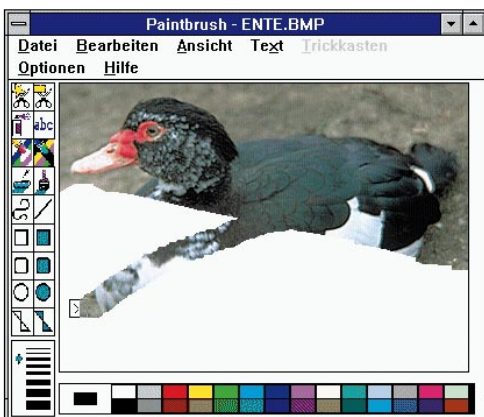 Paintbrush - ENTE.BMP
Datei Bearbeiten Ansicht Text Trickkasten
Optionen Hilfe
abc